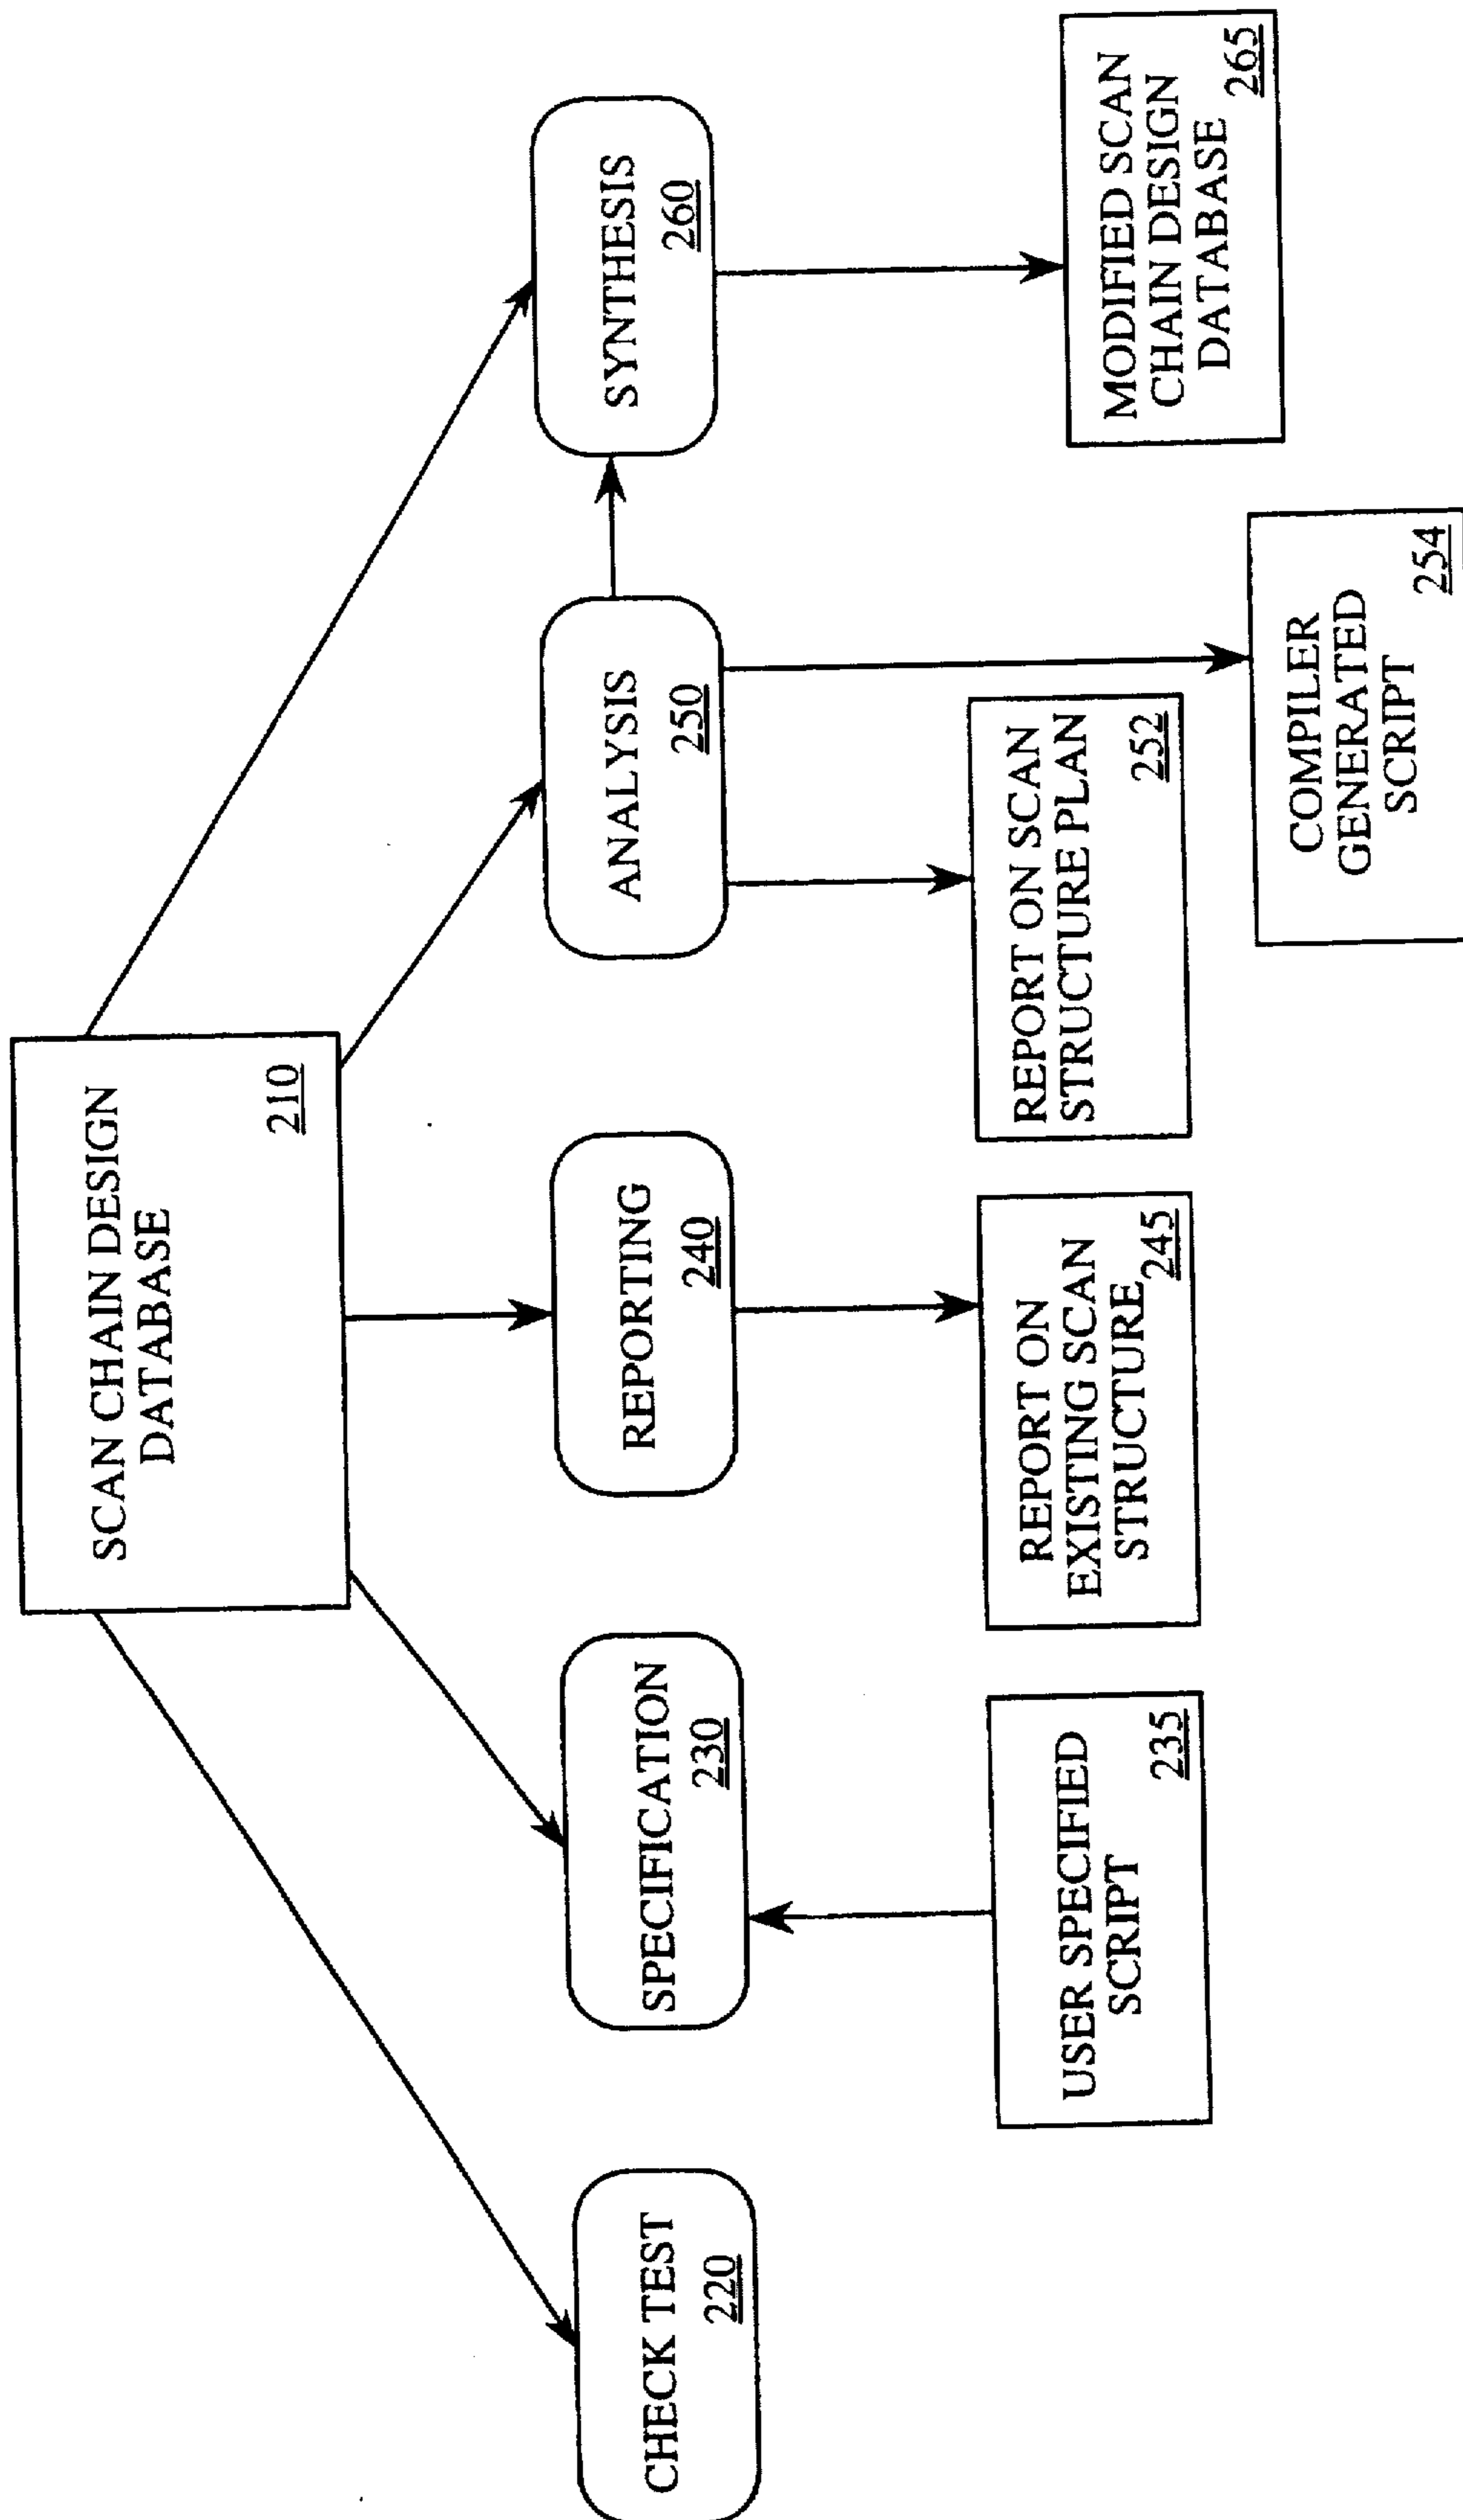 SCAN CHAIN DESIGN
DATABASE
210
CHECK TEST
220
SPECIFICATION
230
REPORTING
240
ANALYSIS
250
SYNTHESIS
260
USER SPECIFIED
SCRIPT
235
REPORT ON
EXISTING SCAN
STRUCTURE
245
REPORT ON SCAN
STRUCTURE PLAN
252
COMPILER
GENERATED
SCRIPT
254
MODIFIED SCAN
CHAIN DESIGN
DATABASE
265